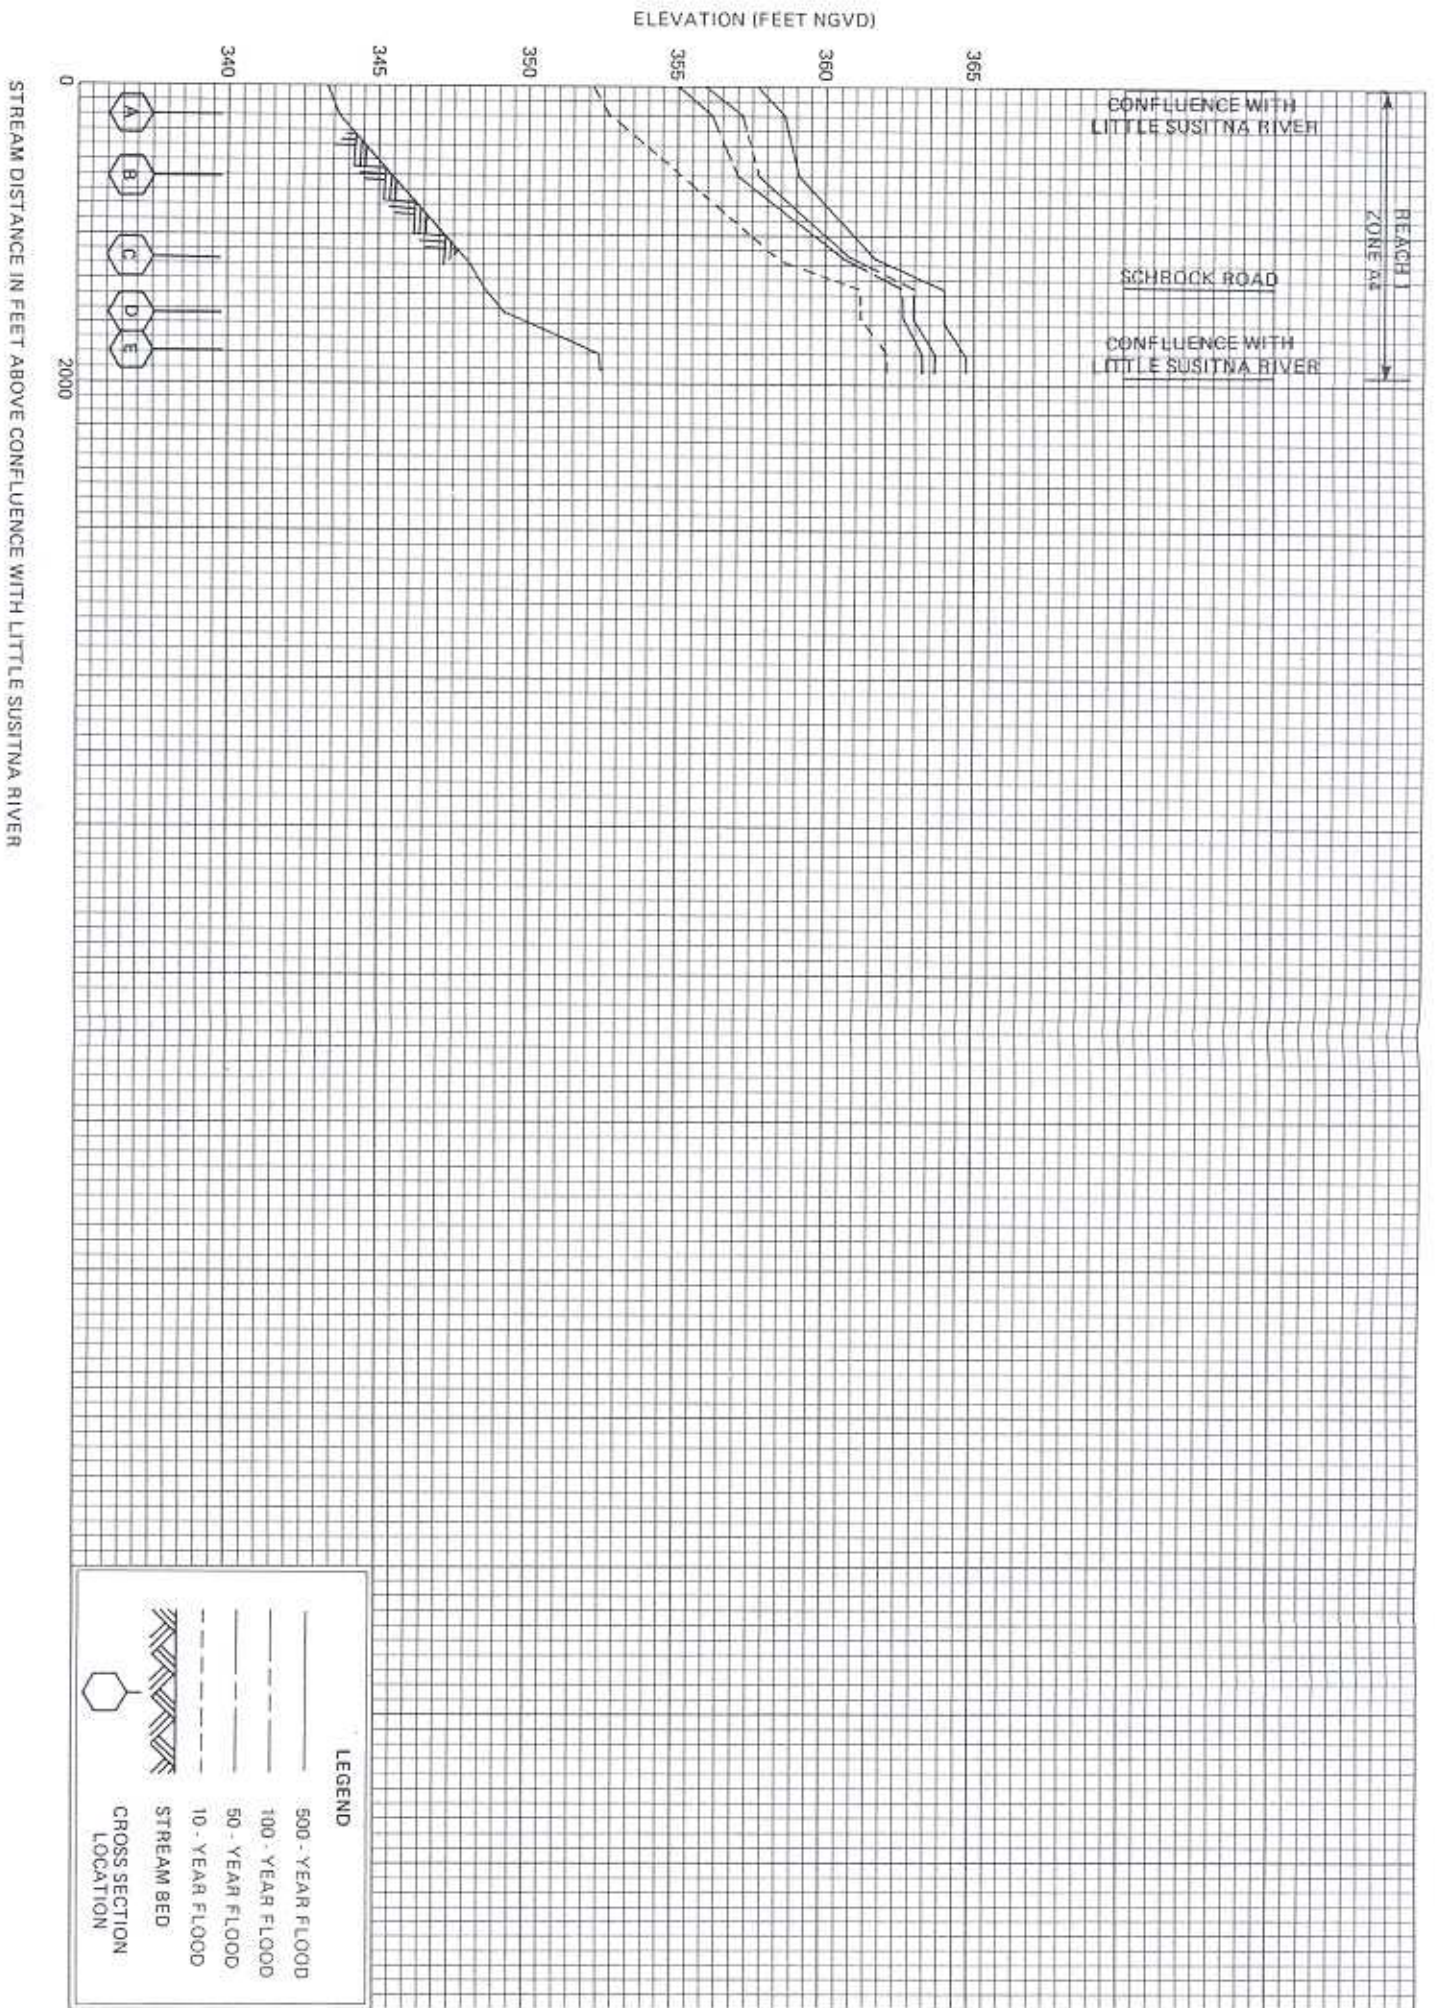 ELEVATION (FEET NGVD)
340
345
350
355
360
365
CONFLUENCE WITH
LITTLE SUSITNA RIVER
SCHROCK ROAD
CONFLUENCE WITH
LITTLE SUSITNA RIVER
REACH 1
ZONE A4
0
2000
A
B
C
D
E
STREAM DISTANCE IN FEET ABOVE CONFLUENCE WITH LITTLE SUSITNA RIVER
LEGEND
500 - YEAR FLOOD
100 - YEAR FLOOD
50 - YEAR FLOOD
10 - YEAR FLOOD
STREAM BED
CROSS SECTION
LOCATION